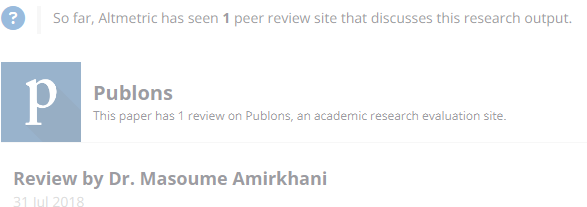 ? So far, Altmetric has seen 1 peer review site that discusses this research output.
p
Publons
This paper has 1 review on Publons, an academic research evaluation site.
Review by Dr. Masoume Amirkhani
31 Jul 2018